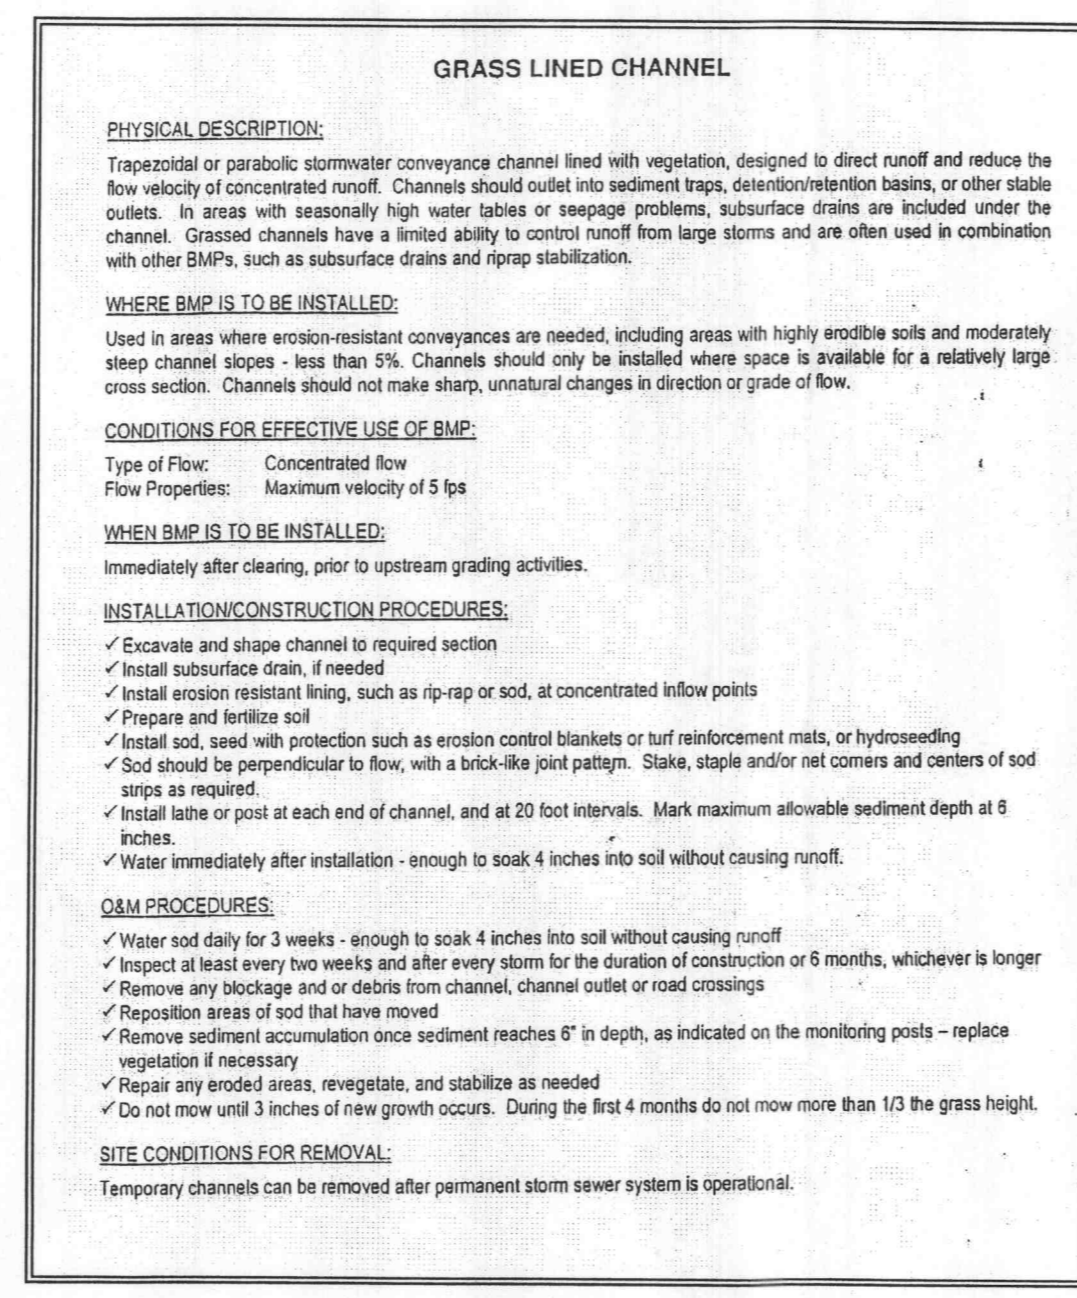 GRASS LINED CHANNEL
PHYSICAL DESCRIPTION:
Trapezoidal or parabolic stormwater conveyance channel lined with vegetation, designed to direct runoff and reduce the
flow velocity of concentrated runoff. Channels should outlet into sediment traps, detention/retention basins, or other stable
outlets. In areas with seasonally high water tables or seepage problems, subsurface drains are included under the
channel. Grassed channels have a limited ability to control runoff from large storms and are often used in combination
with other BMPs, such as subsurface drains and riprap stabilization.
WHERE BMP IS TO BE INSTALLED:
Used in areas where erosion-resistant conveyances are needed, including areas with highly erodible soils and moderately
steep channel slopes - less than 5%. Channels should only be installed where space is available for a relatively large
cross section. Channels should not make sharp, unnatural changes in direction or grade of flow.
CONDITIONS FOR EFFECTIVE USE OF BMP:
Type of Flow: Concentrated flow
Flow Properties: Maximum velocity of 5 fps
WHEN BMP IS TO BE INSTALLED:
Immediately after clearing, prior to upstream grading activities.
INSTALLATION/CONSTRUCTION PROCEDURES:
✓ Excavate and shape channel to required section
✓ Install subsurface drain, if needed
✓ Install erosion resistant lining, such as rip-rap or sod, at concentrated inflow points
✓ Prepare and fertilize soil
✓ Install sod, seed with protection such as erosion control blankets or turf reinforcement mats, or hydroseeding
✓ Sod should be perpendicular to flow, with a brick-like joint pattern. Stake, staple and/or net corners and centers of sod
strips as required.
✓ Install lathe or post at each end of channel, and at 20 foot intervals. Mark maximum allowable sediment depth at 6
inches.
✓ Water immediately after installation - enough to soak 4 inches into soil without causing runoff.
O&M PROCEDURES:
✓ Water sod daily for 3 weeks - enough to soak 4 inches into soil without causing runoff
✓ Inspect at least every two weeks and after every storm for the duration of construction or 6 months, whichever is longer
✓ Remove any blockage and or debris from channel, channel outlet or road crossings
✓ Reposition areas of sod that have moved
✓ Remove sediment accumulation once sediment reaches 6" in depth, as indicated on the monitoring posts – replace
vegetation if necessary
✓ Repair any eroded areas, revegetate, and stabilize as needed
✓ Do not mow until 3 inches of new growth occurs. During the first 4 months do not mow more than 1/3 the grass height.
SITE CONDITIONS FOR REMOVAL:
Temporary channels can be removed after permanent storm sewer system is operational.